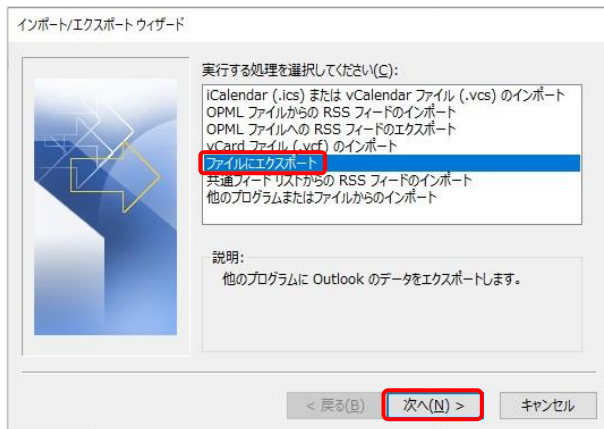 インポート/エクスポート ウィザード
実行する処理を選択してください(C):
iCalendar (.ics) または vCalendar ファイル (.vcs) のインポート
OPML ファイルからの RSS フィードのインポート
OPML ファイルへの RSS フィードのエクスポート
vCard ファイル (.vcf) のインポート
ファイルにエクスポート
共通フィード リストからの RSS フィードのインポート
他のプログラムまたはファイルからのインポート
説明:
他のプログラムに Outlook のデータをエクスポートします。
< 戻る(B) 次へ(N) > キャンセル